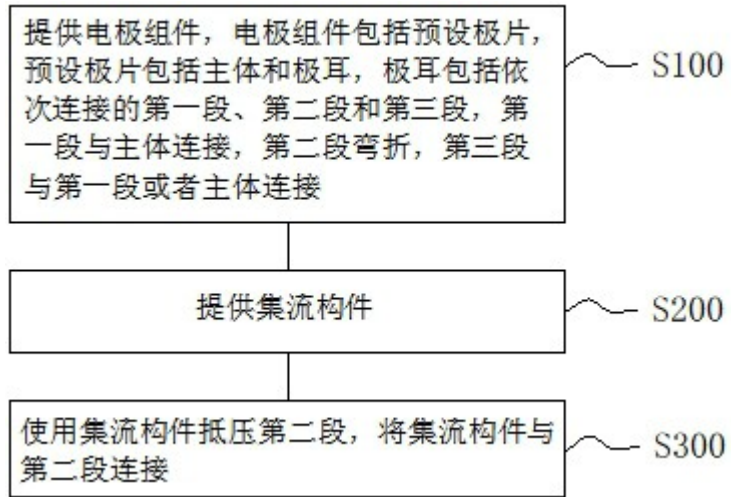 提供电极组件，电极组件包括预设极片，
预设极片包括主体和极耳，极耳包括依
次连接的第一段、第二段和第三段，第
一段与主体连接，第二段弯折，第三段
与第一段或者主体连接
S100
提供集流构件
S200
使用集流构件抵压第二段，将集流构件与
第二段连接
S300